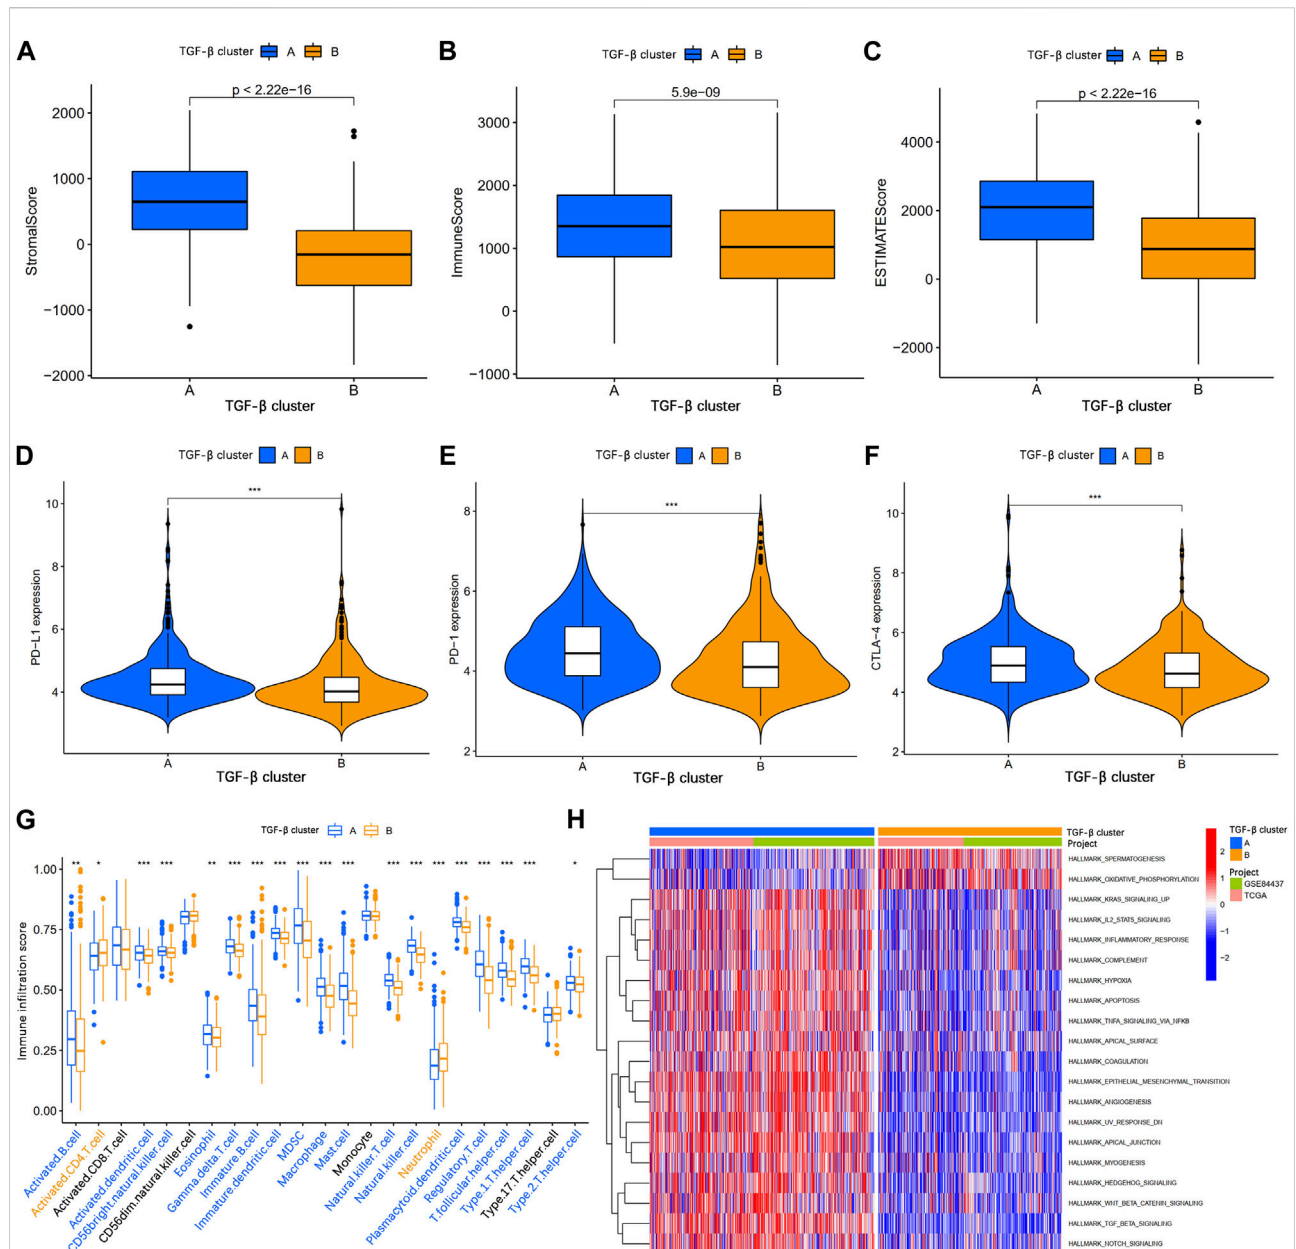 A
TGF-β cluster A B
p < 2.22e−16
StromalScore
2000
1000
0
−1000
−2000
A B
TGF-β cluster
B
TGF-β cluster A B
5.9e−09
ImmuneScore
3000
2000
1000
0
−1000
A B
TGF-β cluster
C
TGF-β cluster A B
p < 2.22e−16
ESTIMATEScore
4000
2000
0
−2000
A B
TGF-β cluster
D
TGF-β cluster A B
***
PD−L1 expression
10
8
6
4
A B
TGF-β cluster
E
TGF-β cluster A B
***
PD−1 expression
8
6
4
2
A B
TGF-β cluster
F
TGF-β cluster A B
***
CTLA−4 expression
10
8
6
4
2
A B
TGF-β cluster
G
TGF-β cluster A B
** * *** *** ** *** *** *** *** *** *** *** *** *** *** *** *** *** *
Immune infiltration score
1.00
0.75
0.50
0.25
0.00
Activated.B.cell
Activated.CD4.T.cell
Activated.CD8.T.cell
Activated.dendritic.cell
CD56bright.natural.killer.cell
CD56dim.natural.killer.cell
Eosinophil
Gamma.delta.T.cell
Immature.B.cell
Immature.dendritic.cell
MDSC
Macrophage
Mast.cell
Monocyte
Natural.killer.T.cell
Natural.killer.cell
Neutrophil
Plasmacytoid.dendritic.cell
Regulatory.T.cell
T.follicular.helper.cell
Type.1.T.helper.cell
Type.17.T.helper.cell
Type.2.T.helper.cell
H
TGF-β cluster
Project
HALLMARK_SPERMATOGENESIS
HALLMARK_OXIDATIVE_PHOSPHORYLATION
HALLMARK_KRAS_SIGNALING_UP
HALLMARK_IL2_STAT5_SIGNALING
HALLMARK_INFLAMMATORY_RESPONSE
HALLMARK_COMPLEMENT
HALLMARK_HYPOXIA
HALLMARK_APOPTOSIS
HALLMARK_TNFA_SIGNALING_VIA_NFKB
HALLMARK_APICAL_SURFACE
HALLMARK_COAGULATION
HALLMARK_EPITHELIAL_MESENCHYMAL_TRANSITION
HALLMARK_ANGIOGENESIS
HALLMARK_UV_RESPONSE_DN
HALLMARK_APICAL_JUNCTION
HALLMARK_MYOGENESIS
HALLMARK_HEDGEHOG_SIGNALING
HALLMARK_WNT_BETA_CATENIN_SIGNALING
HALLMARK_TGF_BETA_SIGNALING
HALLMARK_NOTCH_SIGNALING
2
1
0
−1
−2
TGF-β cluster
A
B
Project
GSE84437
TCGA